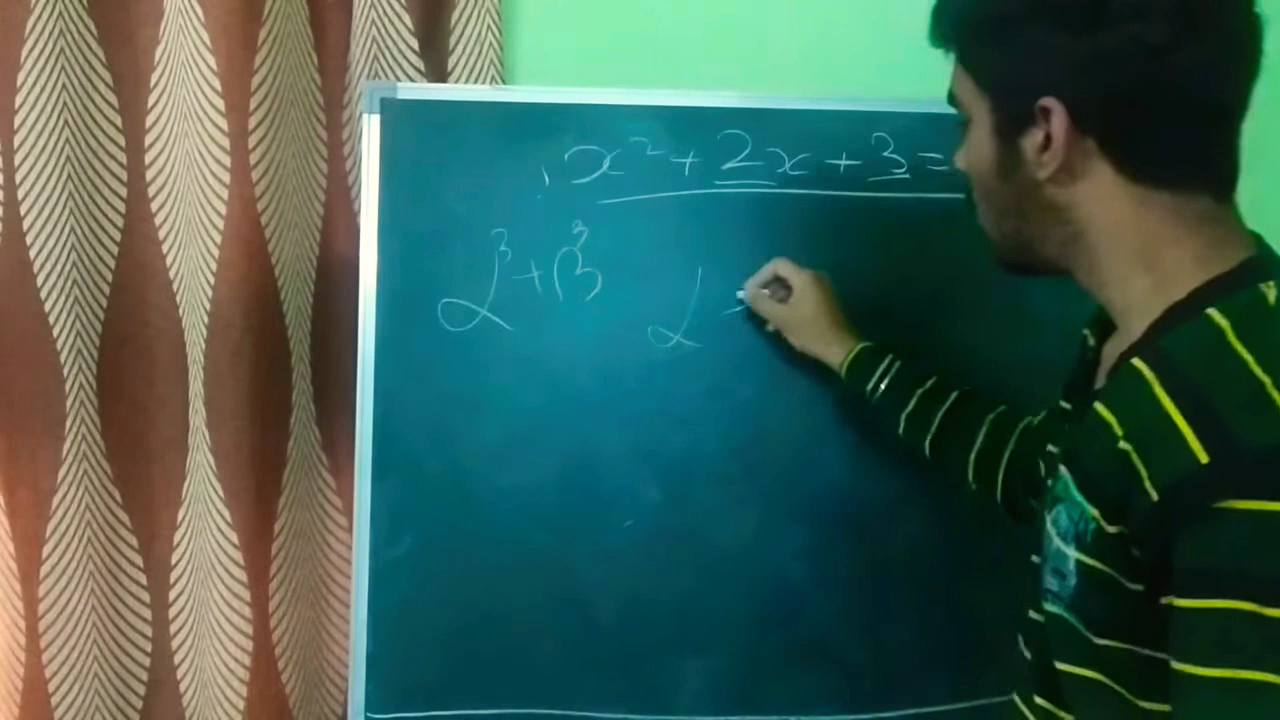 x² + 2x + 3 =
α³ + β³ α